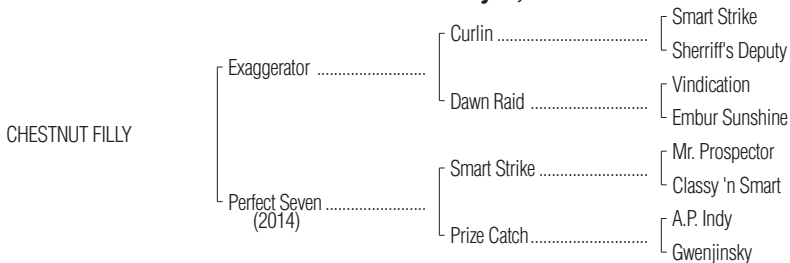 Smart Strike
Curlin ....................................
Sherriff's Deputy
Exaggerator .........................
Vindication
Dawn Raid ............................
Embur Sunshine
CHESTNUT FILLY
Mr. Prospector
Smart Strike ..........................
Classy 'n Smart
Perfect Seven .......................
(2014)
A.P. Indy
Prize Catch............................
Gwenjinsky